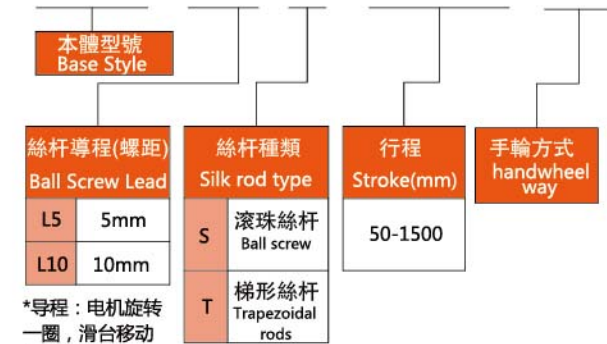 本體型號
Base Style
絲杆導程(螺距)
Ball Screw Lead
L5 5mm
L10 10mm
*导程：电机旋转
一圈，滑台移动
絲杆種類
Silk rod type
S 滾珠絲杆
Ball screw
T 梯形絲杆
Trapezoidal
rods
行程
Stroke(mm)
50-1500
手輪方式
handwheel
way